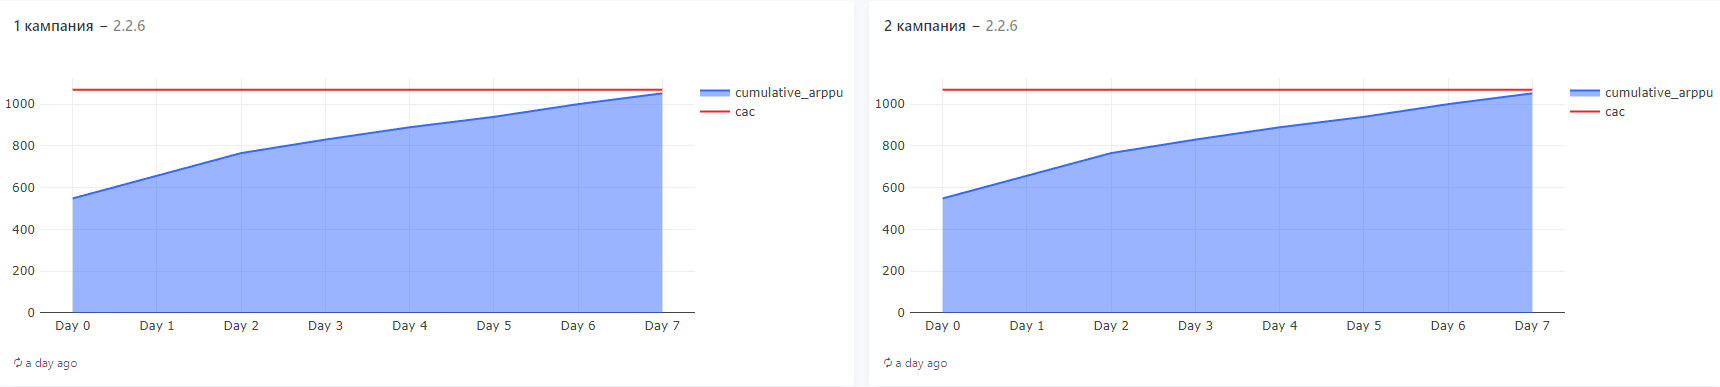 1 кампания – 2.2.6
cumulative_arppu
cac
1000
800
600
400
200
0
Day 0 Day 1 Day 2 Day 3 Day 4 Day 5 Day 6 Day 7
a day ago
2 кампания – 2.2.6
cumulative_arppu
cac
1000
800
600
400
200
0
Day 0 Day 1 Day 2 Day 3 Day 4 Day 5 Day 6 Day 7
a day ago